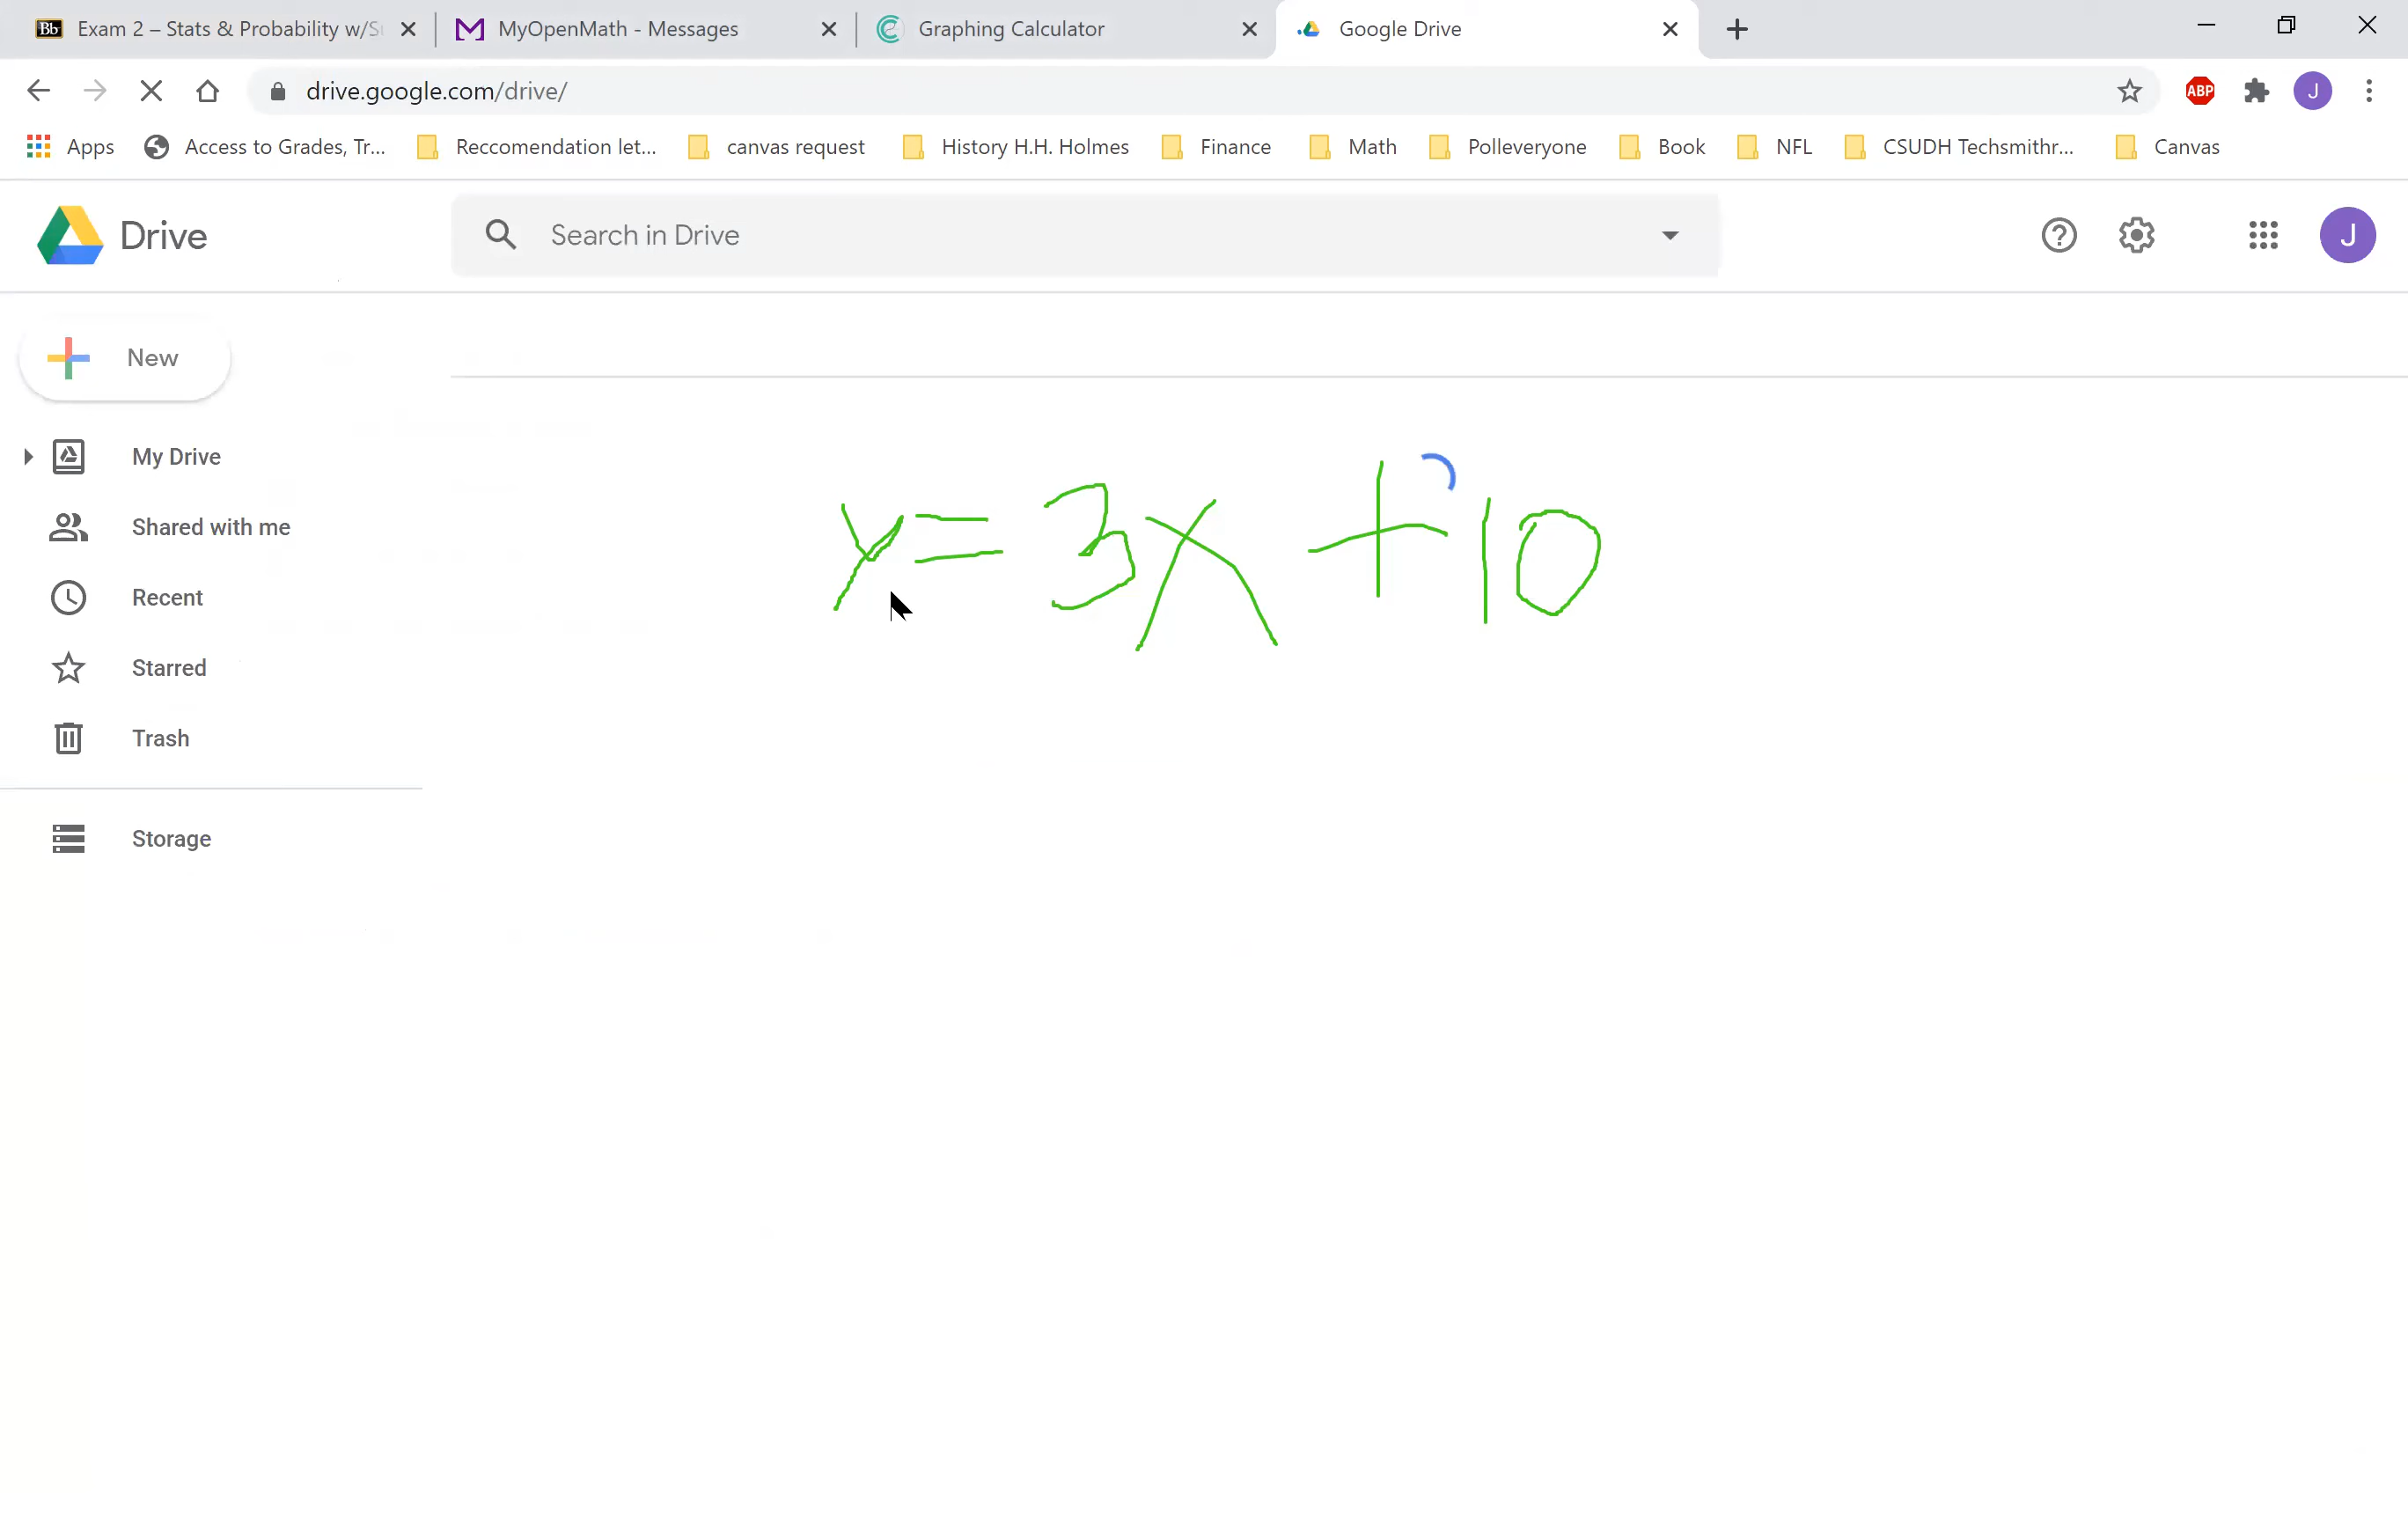 Bb Exam 2 – Stats & Probability w/S
MyOpenMath - Messages
Graphing Calculator
Google Drive
drive.google.com/drive/
ABP
J
Apps
Access to Grades, Tr...
Reccomendation let...
canvas request
History H.H. Holmes
Finance
Math
Polleveryone
Book
NFL
CSUDH Techsmithr...
Canvas
Drive
Search in Drive
J
New
My Drive
y = 3x + 10
Shared with me
Recent
Starred
Trash
Storage